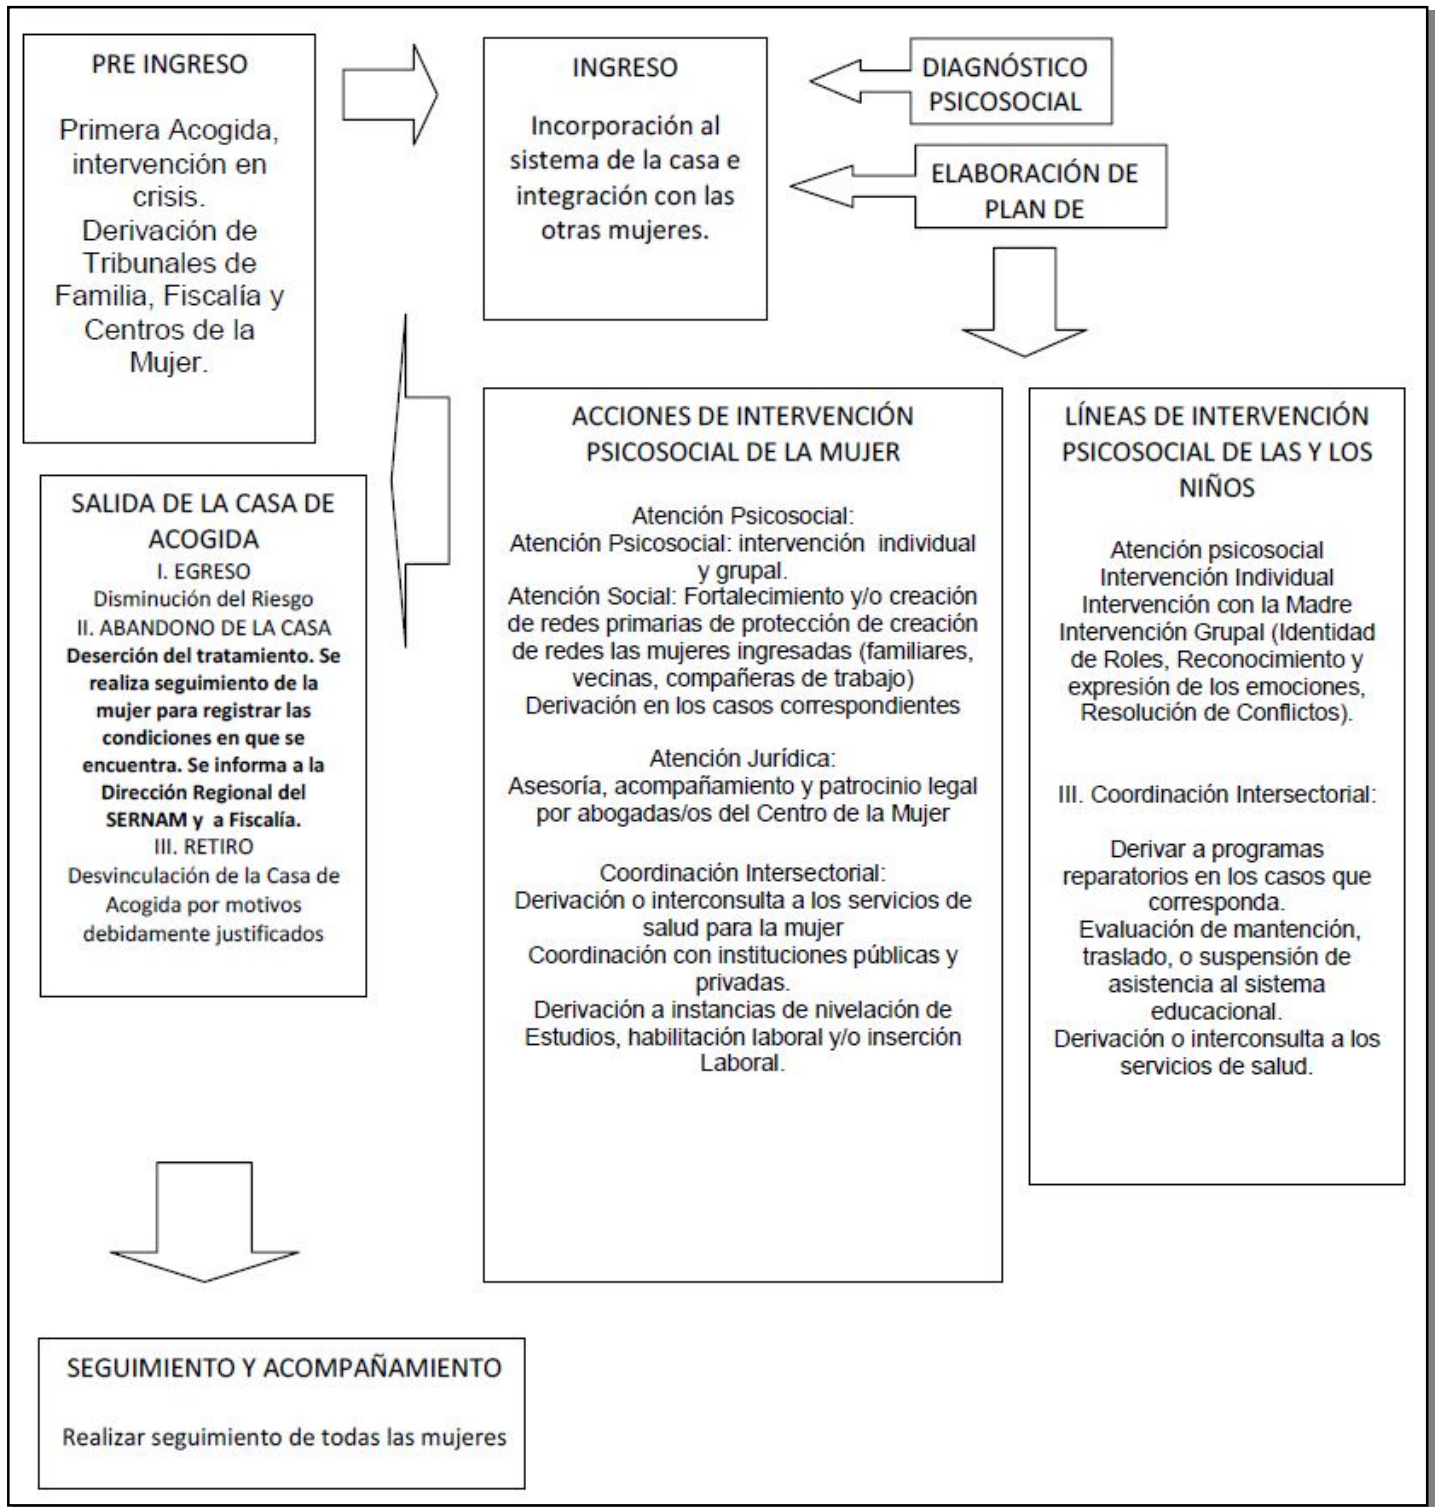 PRE INGRESO
Primera Acogida,
intervención en
crisis.
Derivación de
Tribunales de
Familia, Fiscalía y
Centros de la
Mujer.
INGRESO
Incorporación al
sistema de la casa e
integración con las
otras mujeres.
DIAGNÓSTICO
PSICOSOCIAL
ELABORACIÓN DE
PLAN DE
ACCIONES DE INTERVENCIÓN
PSICOSOCIAL DE LA MUJER
Atención Psicosocial:
Atención Psicosocial: intervención individual
y grupal.
Atención Social: Fortalecimiento y/o creación
de redes primarias de protección de creación
de redes las mujeres ingresadas (familiares,
vecinas, compañeras de trabajo)
Derivación en los casos correspondientes
Atención Jurídica:
Asesoría, acompañamiento y patrocinio legal
por abogadas/os del Centro de la Mujer
Coordinación Intersectorial:
Derivación o interconsulta a los servicios de
salud para la mujer
Coordinación con instituciones públicas y
privadas.
Derivación a instancias de nivelación de
Estudios, habilitación laboral y/o inserción
Laboral.
LÍNEAS DE INTERVENCIÓN
PSICOSOCIAL DE LAS Y LOS
NIÑOS
Atención psicosocial
Intervención Individual
Intervención con la Madre
Intervención Grupal (Identidad
de Roles, Reconocimiento y
expresión de los emociones,
Resolución de Conflictos).
III. Coordinación Intersectorial:
Derivar a programas
reparatorios en los casos que
corresponda.
Evaluación de mantención,
traslado, o suspensión de
asistencia al sistema
educacional.
Derivación o interconsulta a los
servicios de salud.
SALIDA DE LA CASA DE
ACOGIDA
I. EGRESO
Disminución del Riesgo
II. ABANDONO DE LA CASA
Deserción del tratamiento. Se
realiza seguimiento de la
mujer para registrar las
condiciones en que se
encuentra. Se informa a la
Dirección Regional del
SERNAM y a Fiscalía.
III. RETIRO
Desvinculación de la Casa de
Acogida por motivos
debidamente justificados
SEGUIMIENTO Y ACOMPAÑAMIENTO
Realizar seguimiento de todas las mujeres